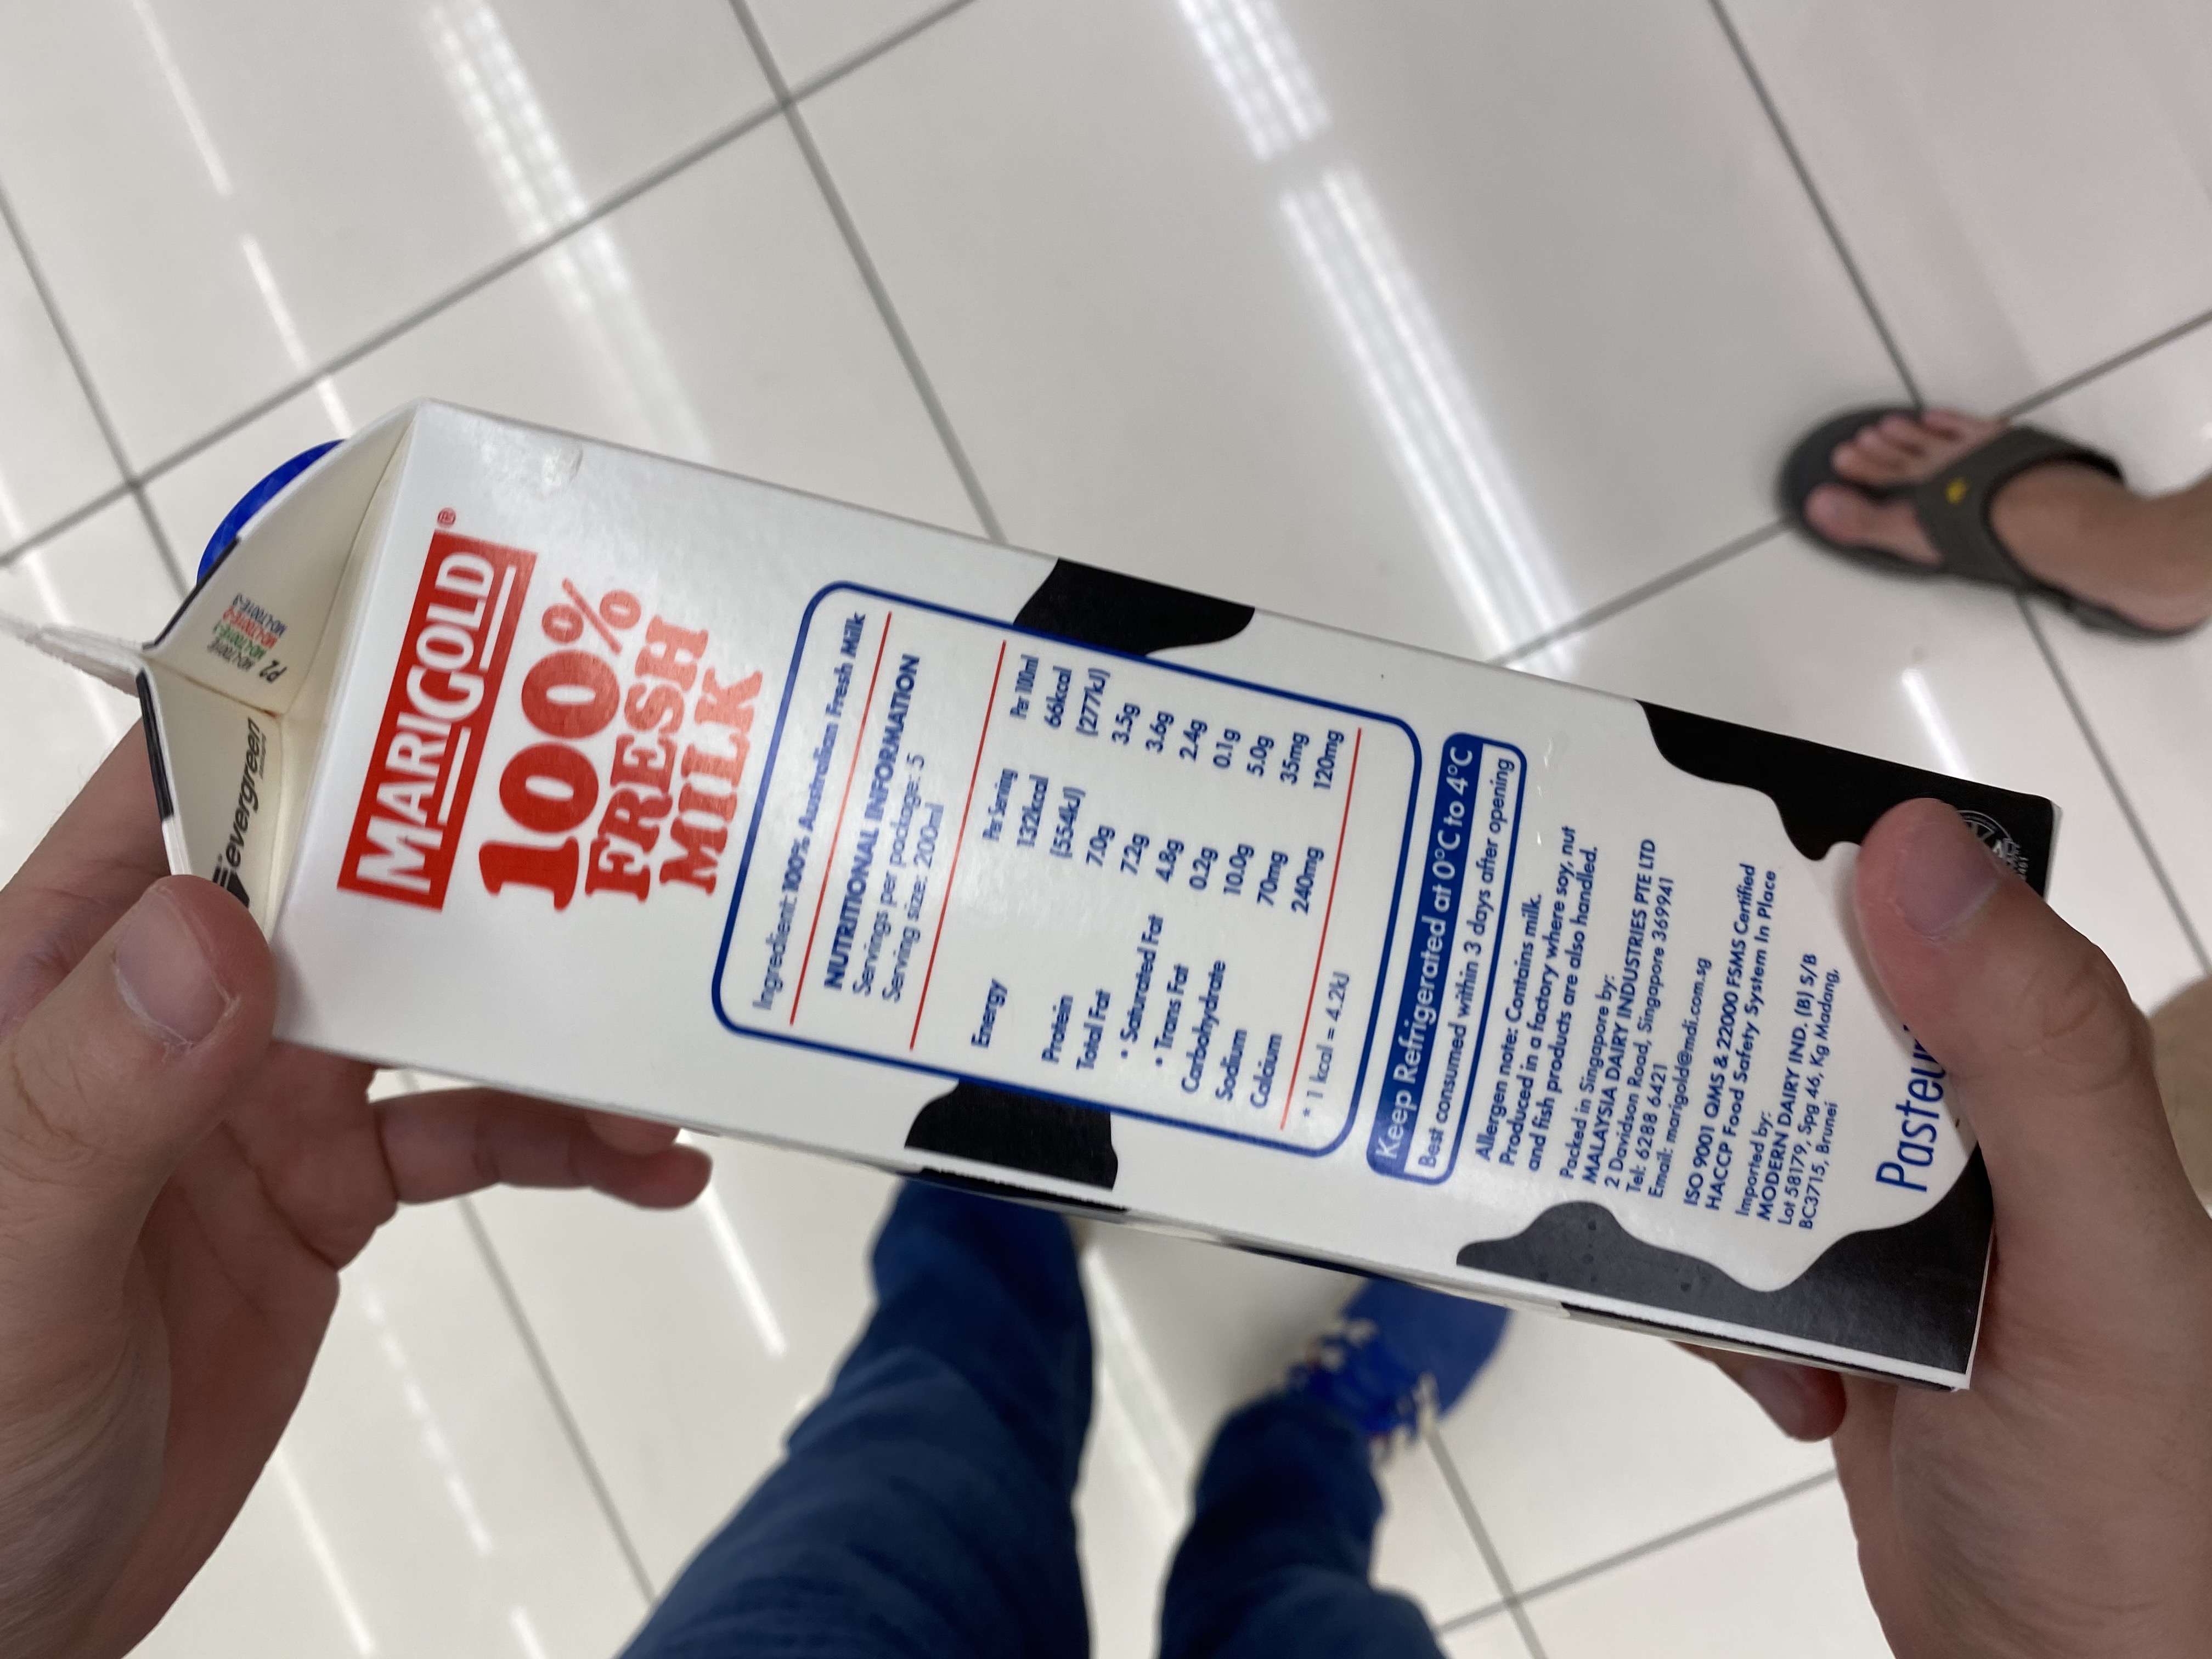 evergreen
packaging
P2
MARIGOLD®
100%
FRESH
MILK
Ingredient: 100% Australian Fresh Milk
NUTRITIONAL INFORMATION
Servings per package: 5
Serving size: 200ml
Per Serving Per 100ml
Energy 132kcal 66kcal
(554kJ) (277kJ)
Protein 7.0g 3.5g
Total Fat 7.2g 3.6g
• Saturated Fat 4.8g 2.4g
• Trans Fat 0.2g 0.1g
Carbohydrate 10.0g 5.0g
Sodium 70mg 35mg
Calcium 240mg 120mg
* 1 kcal = 4.2kJ
Keep Refrigerated at 0°C to 4°C
Best consumed within 3 days after opening
Allergen note: Contains milk.
Produced in a factory where soy, nut
and fish products are also handled.
Packed in Singapore by:
MALAYSIA DAIRY INDUSTRIES PTE LTD
2 Davidson Road, Singapore 369941
Tel: 6288 6421
Email: marigold@mdi.com.sg
ISO 9001 QMS & 22000 FSMS Certified
HACCP Food Safety System In Place
Imported by:
MODERN DAIRY IND. (B) S/B
Lot 58179, Spg 46, Kg Madang,
BC3715, Brunei